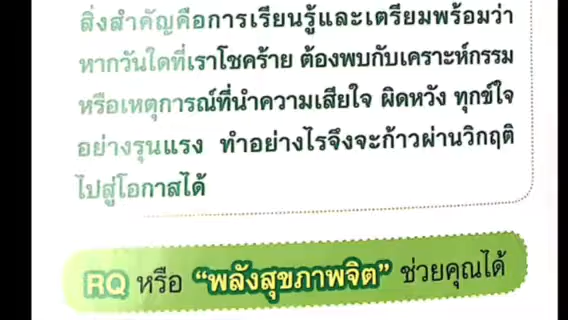 สิ่งสำคัญคือการเรียนรู้และเตรียมพร้อมว่า
หากวันใดที่เราโชคร้าย ต้องพบกับเคราะห์กรรม
หรือเหตุการณ์ที่นำความเสียใจ ผิดหวัง ทุกข์ใจ
อย่างรุนแรง ทำอย่างไรจึงจะก้าวผ่านวิกฤติ
ไปสู่โอกาสได้
RQ หรือ “พลังสุขภาพจิต” ช่วยคุณได้